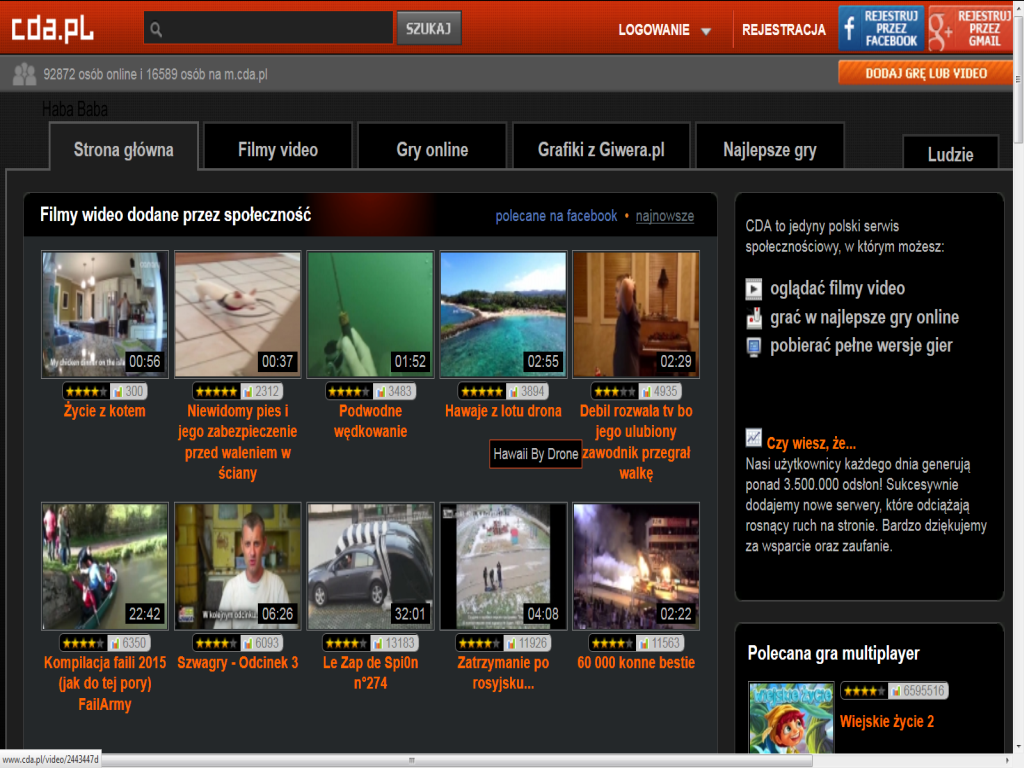 cda.pL
SZUKAJ
LOGOWANIE
REJESTRACJA
REJESTRUJ
PRZEZ
FACEBOOK
REJESTRUJ
PRZEZ
GMAIL
92872 osób online i 16589 osób na m.cda.pl
DODAJ GRĘ LUB VIDEO
Haba Baba
Strona główna
Filmy video
Gry online
Grafiki z Giwera.pl
Najlepsze gry
Ludzie
Filmy wideo dodane przez społeczność
polecane na facebook • najnowsze
My chicken dinner on the isl
00:56
00:37
01:52
02:55
02:29
300
2312
3483
3894
4935
Życie z kotem
Niewidomy pies i
jego zabezpieczenie
przed waleniem w
ściany
Podwodne
wędkowanie
Hawaje z lotu drona
Debil rozwala tv bo
jego ulubiony
zawodnik przegrał
walkę
Hawaii By Drone
22:42
W kolejnym odcinku
06:26
32:01
04:08
02:22
6350
6093
13183
11926
11563
Kompilacja faili 2015
(jak do tej pory)
FailArmy
Szwagry - Odcinek 3
Le Zap de Spi0n
n°274
Zatrzymanie po
rosyjsku...
60 000 konne bestie
CDA to jedyny polski serwis
społecznościowy, w którym możesz:
oglądać filmy video
grać w najlepsze gry online
pobierać pełne wersje gier
Czy wiesz, że...
Nasi użytkownicy każdego dnia generują
ponad 3.500.000 odsłon! Sukcesywnie
dodajemy nowe serwery, które odciążają
rosnący ruch na stronie. Bardzo dziękujemy
za wsparcie oraz zaufanie.
Polecana gra multiplayer
6595516
Wiejskie życie 2
www.cda.pl/video/2443447d